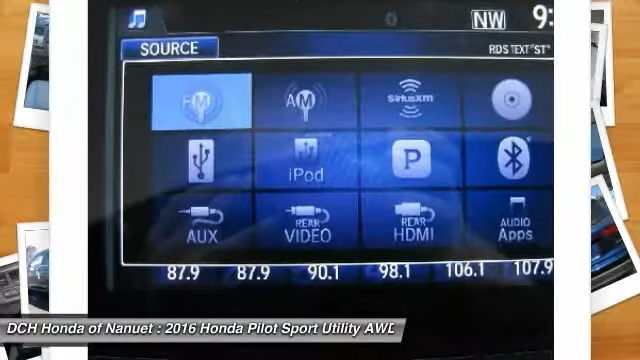 NW 9:
SOURCE RDS TEXT "ST"
FM AM siriusxm
iPod P
AUX REAR VIDEO REAR HDMI AUDIO Apps
87.9 87.9 90.1 98.1 106.1 107.9
DCH Honda of Nanuet : 2016 Honda Pilot Sport Utility AWD